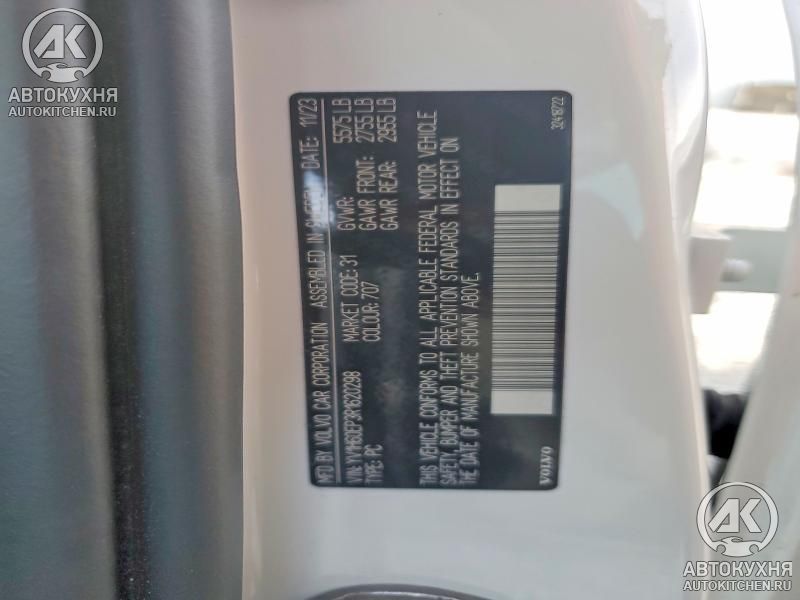 АВТОКУХНЯ
AUTOKITCHEN.RU
MFD BY VOLVO CAR CORPORATION ASSEMBLED IN SWEDEN DATE: 11/23
VIN: YV1H60EP3R1620298 MARKET CODE: 31 GVWR: 5575 LB
TYPE: PC COLOUR: 707 GAWR FRONT: 2755 LB
GAWR REAR: 2955 LB
THIS VEHICLE CONFORMS TO ALL APPLICABLE FEDERAL MOTOR VEHICLE
SAFETY, BUMPER AND THEFT PREVENTION STANDARDS IN EFFECT ON
THE DATE OF MANUFACTURE SHOWN ABOVE.
VOLVO 32418722
АВТОКУХНЯ
AUTOKITCHEN.RU